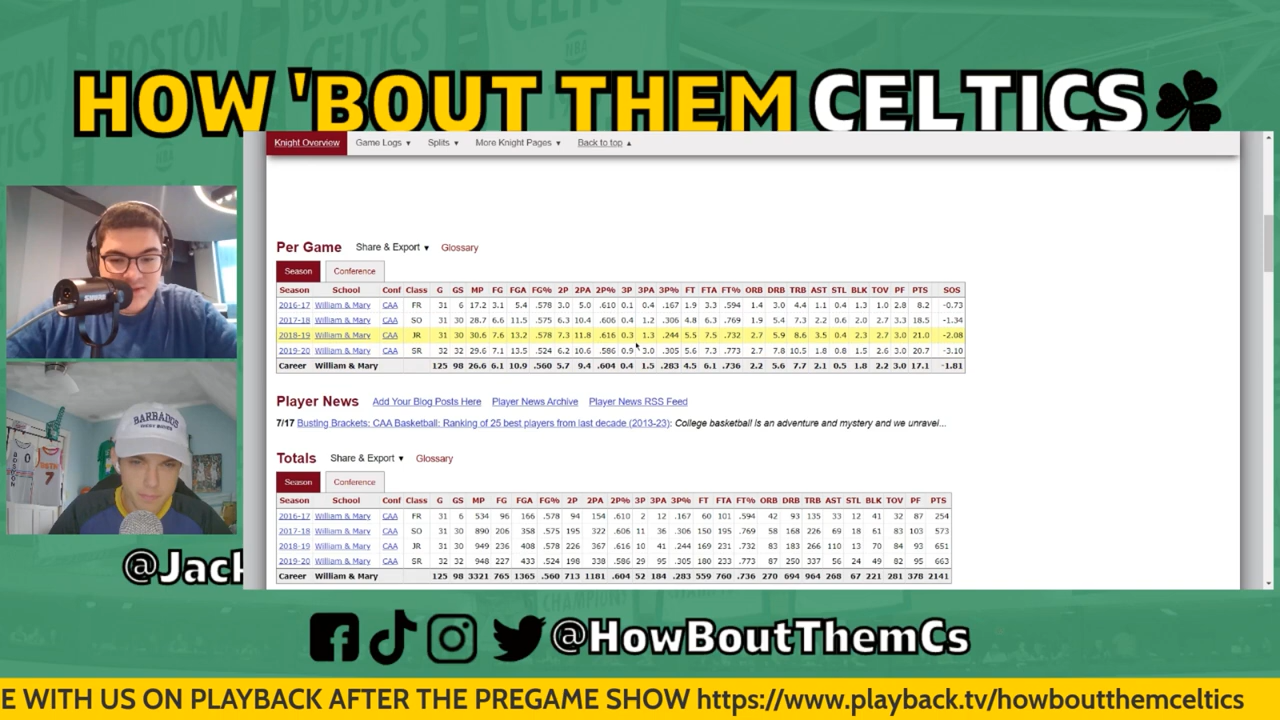 HOW 'BOUT THEM CELTICS
Knight Overview Game Logs ▼ Splits ▼ More Knight Pages ▼ Back to top ▲
Per Game Share & Export ▼ Glossary
Season Conference
Season School Conf Class G GS MP FG FGA FG% 2P 2PA 2P% 3P 3PA 3P% FT FTA FT% ORB DRB TRB AST STL BLK TOV PF PTS SOS
2016-17 William & Mary CAA FR 31 6 17.2 3.1 5.4 .578 3.0 5.0 .610 0.1 0.4 .167 1.9 3.3 .594 1.4 3.0 4.4 1.1 0.4 1.3 1.0 2.8 8.2 -0.73
2017-18 William & Mary CAA SO 31 30 28.7 6.6 11.5 .575 6.3 10.4 .606 0.4 1.2 .306 4.8 6.3 .769 1.9 5.4 7.3 2.2 0.6 2.0 2.7 3.3 18.5 -1.34
2018-19 William & Mary CAA JR 31 30 30.6 7.6 13.2 .578 7.3 11.8 .616 0.3 1.3 .244 5.5 7.5 .732 2.7 5.9 8.6 3.5 0.4 2.3 2.7 3.0 21.0 -2.08
2019-20 William & Mary CAA SR 32 32 29.6 7.1 13.5 .524 6.2 10.6 .586 0.9 3.0 .305 5.6 7.3 .773 2.7 7.8 10.5 1.8 0.8 1.5 2.6 3.0 20.7 -3.10
Career William & Mary 125 98 26.6 6.1 10.9 .560 5.7 9.4 .604 0.4 1.5 .283 4.5 6.1 .736 2.2 5.6 7.7 2.1 0.5 1.8 2.2 3.0 17.1 -1.81
Player News Add Your Blog Posts Here Player News Archive Player News RSS Feed
7/17 Busting Brackets: CAA Basketball: Ranking of 25 best players from last decade (2013-23): College basketball is an adventure and mystery and we unravel...
Totals Share & Export ▼ Glossary
Season Conference
Season School Conf Class G GS MP FG FGA FG% 2P 2PA 2P% 3P 3PA 3P% FT FTA FT% ORB DRB TRB AST STL BLK TOV PF PTS
2016-17 William & Mary CAA FR 31 6 534 96 166 .578 94 154 .610 2 12 .167 60 101 .594 42 93 135 33 12 41 32 87 254
2017-18 William & Mary CAA SO 31 30 890 206 358 .575 195 322 .606 11 36 .306 150 195 .769 58 168 226 69 18 61 83 103 573
2018-19 William & Mary CAA JR 31 30 949 236 408 .578 226 367 .616 10 41 .244 169 231 .732 83 183 266 110 13 70 84 93 651
2019-20 William & Mary CAA SR 32 32 948 227 433 .524 198 338 .586 29 95 .305 180 233 .773 87 250 337 56 24 49 82 95 663
Career William & Mary 125 98 3321 765 1365 .560 713 1181 .604 52 184 .283 559 760 .736 270 694 964 268 67 221 281 378 2141
BARBADOS
@Jack
@HowBoutThemCs
E WITH US ON PLAYBACK AFTER THE PREGAME SHOW https://www.playback.tv/howboutthemceltics